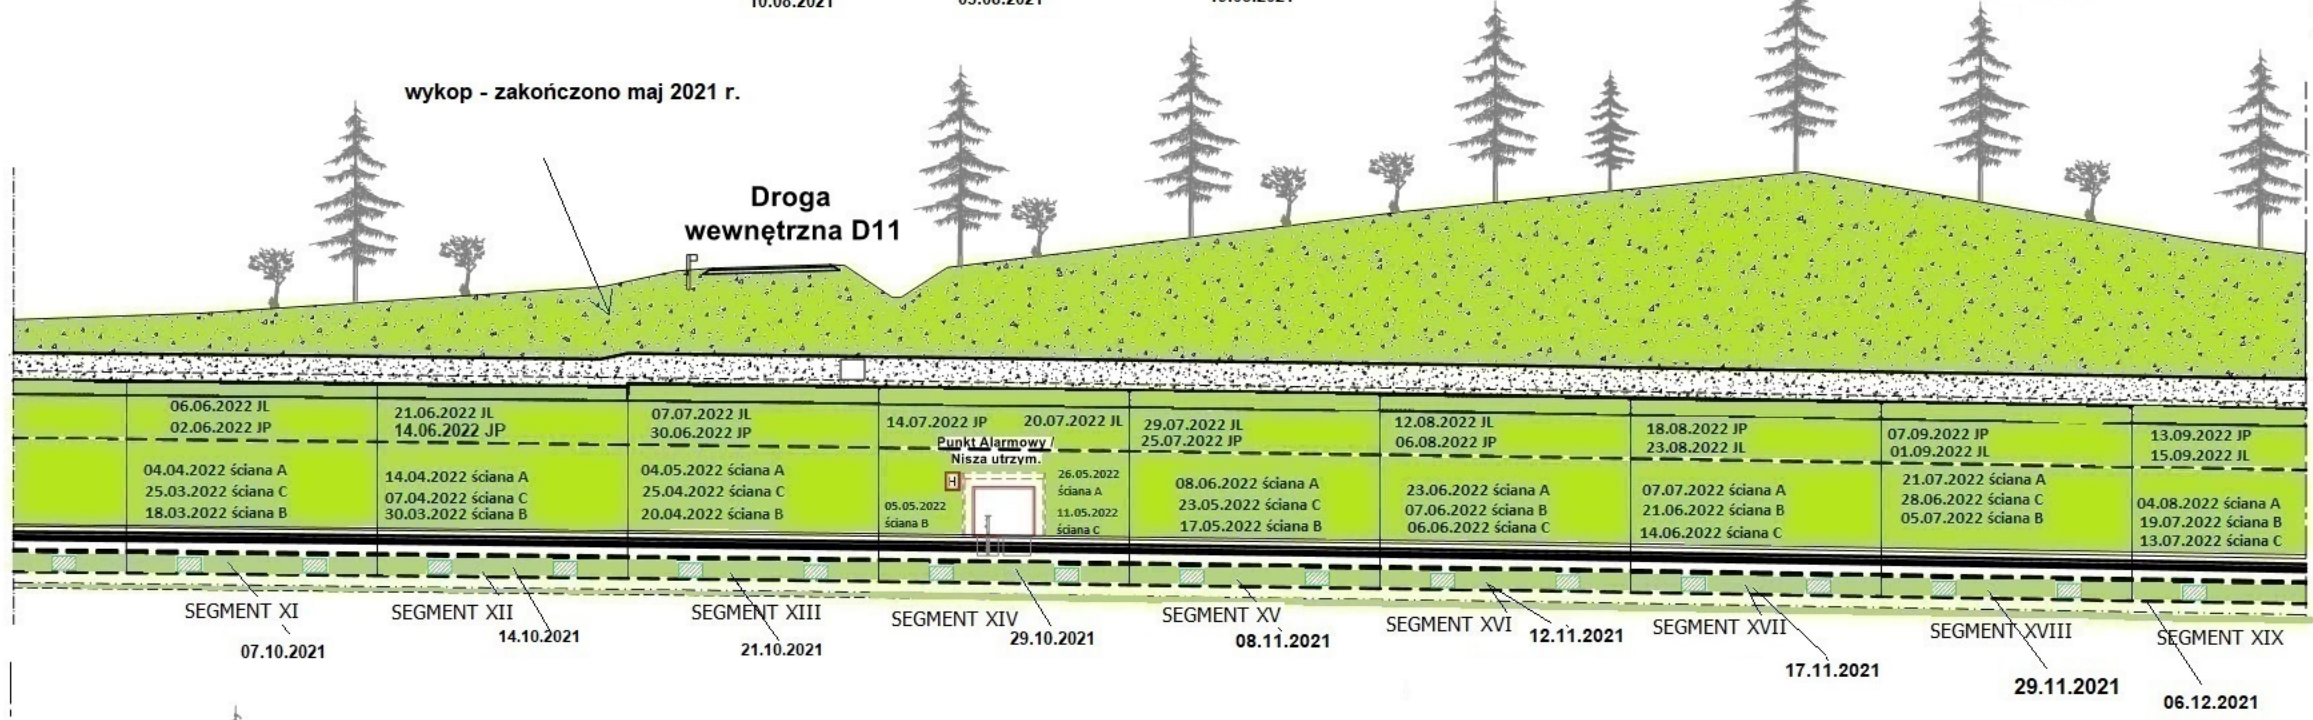 10.08.2021
wykop - zakończono maj 2021 r.
Droga
wewnętrzna D11
06.06.2022 JL
02.06.2022 JP
04.04.2022 ściana A
25.03.2022 ściana C
18.03.2022 ściana B
21.06.2022 JL
14.06.2022 JP
14.04.2022 ściana A
07.04.2022 ściana C
30.03.2022 ściana B
07.07.2022 JL
30.06.2022 JP
04.05.2022 ściana A
25.04.2022 ściana C
20.04.2022 ściana B
14.07.2022 JP
20.07.2022 JL
Punkt Alarmowy /
Nisza utrzym.
H
05.05.2022
ściana B
26.05.2022
ściana A
11.05.2022
ściana C
29.07.2022 JL
25.07.2022 JP
08.06.2022 ściana A
23.05.2022 ściana C
17.05.2022 ściana B
12.08.2022 JL
06.08.2022 JP
23.06.2022 ściana A
07.06.2022 ściana B
06.06.2022 ściana C
18.08.2022 JP
23.08.2022 JL
07.07.2022 ściana A
21.06.2022 ściana B
14.06.2022 ściana C
07.09.2022 JP
01.09.2022 JL
21.07.2022 ściana A
28.06.2022 ściana C
05.07.2022 ściana B
13.09.2022 JP
15.09.2022 JL
04.08.2022 ściana A
19.07.2022 ściana B
13.07.2022 ściana C
SEGMENT XI
07.10.2021
SEGMENT XII
14.10.2021
SEGMENT XIII
21.10.2021
SEGMENT XIV
29.10.2021
SEGMENT XV
08.11.2021
SEGMENT XVI
12.11.2021
SEGMENT XVII
17.11.2021
SEGMENT XVIII
29.11.2021
SEGMENT XIX
06.12.2021